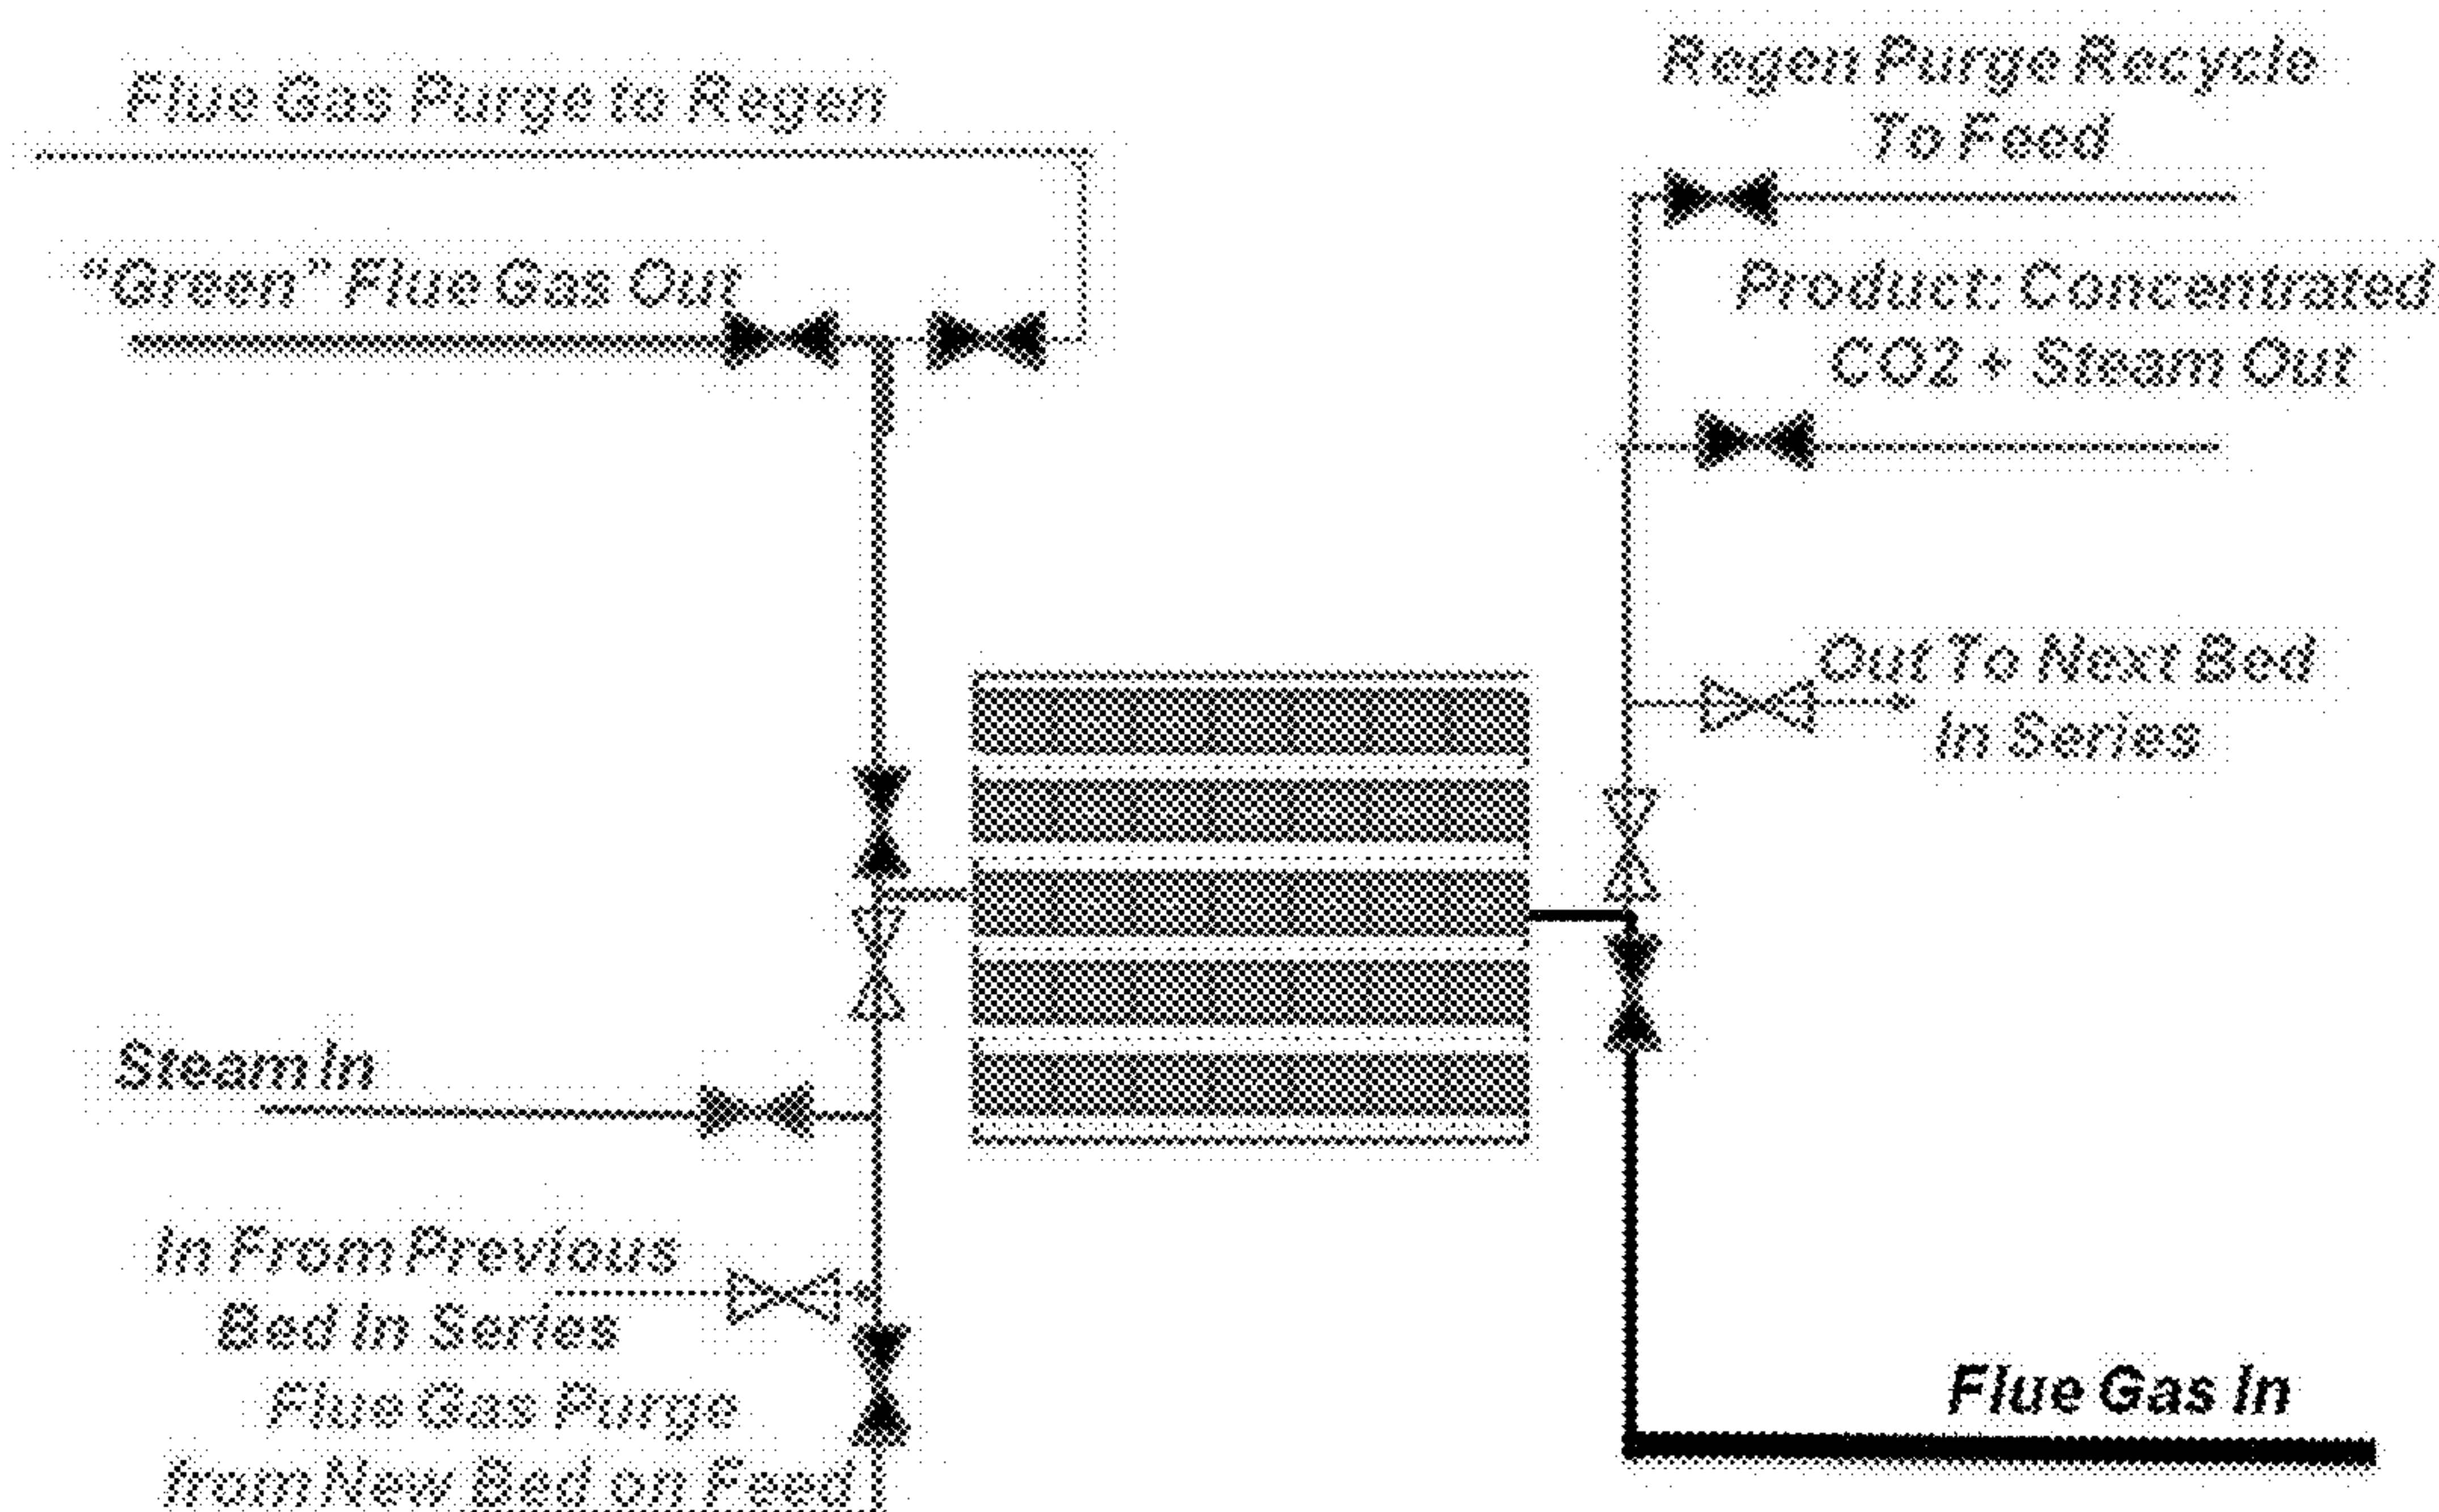 Flue Gas Purge to Regen
"Green" Flue Gas Out
Regen Purge Recycle
To Feed
Product: Concentrated
CO2 + Steam Out
Out To Next Bed
In Series
Steam In
In From Previous
Bed in Series
Flue Gas Purge
from New Bed on Feed
Flue Gas In